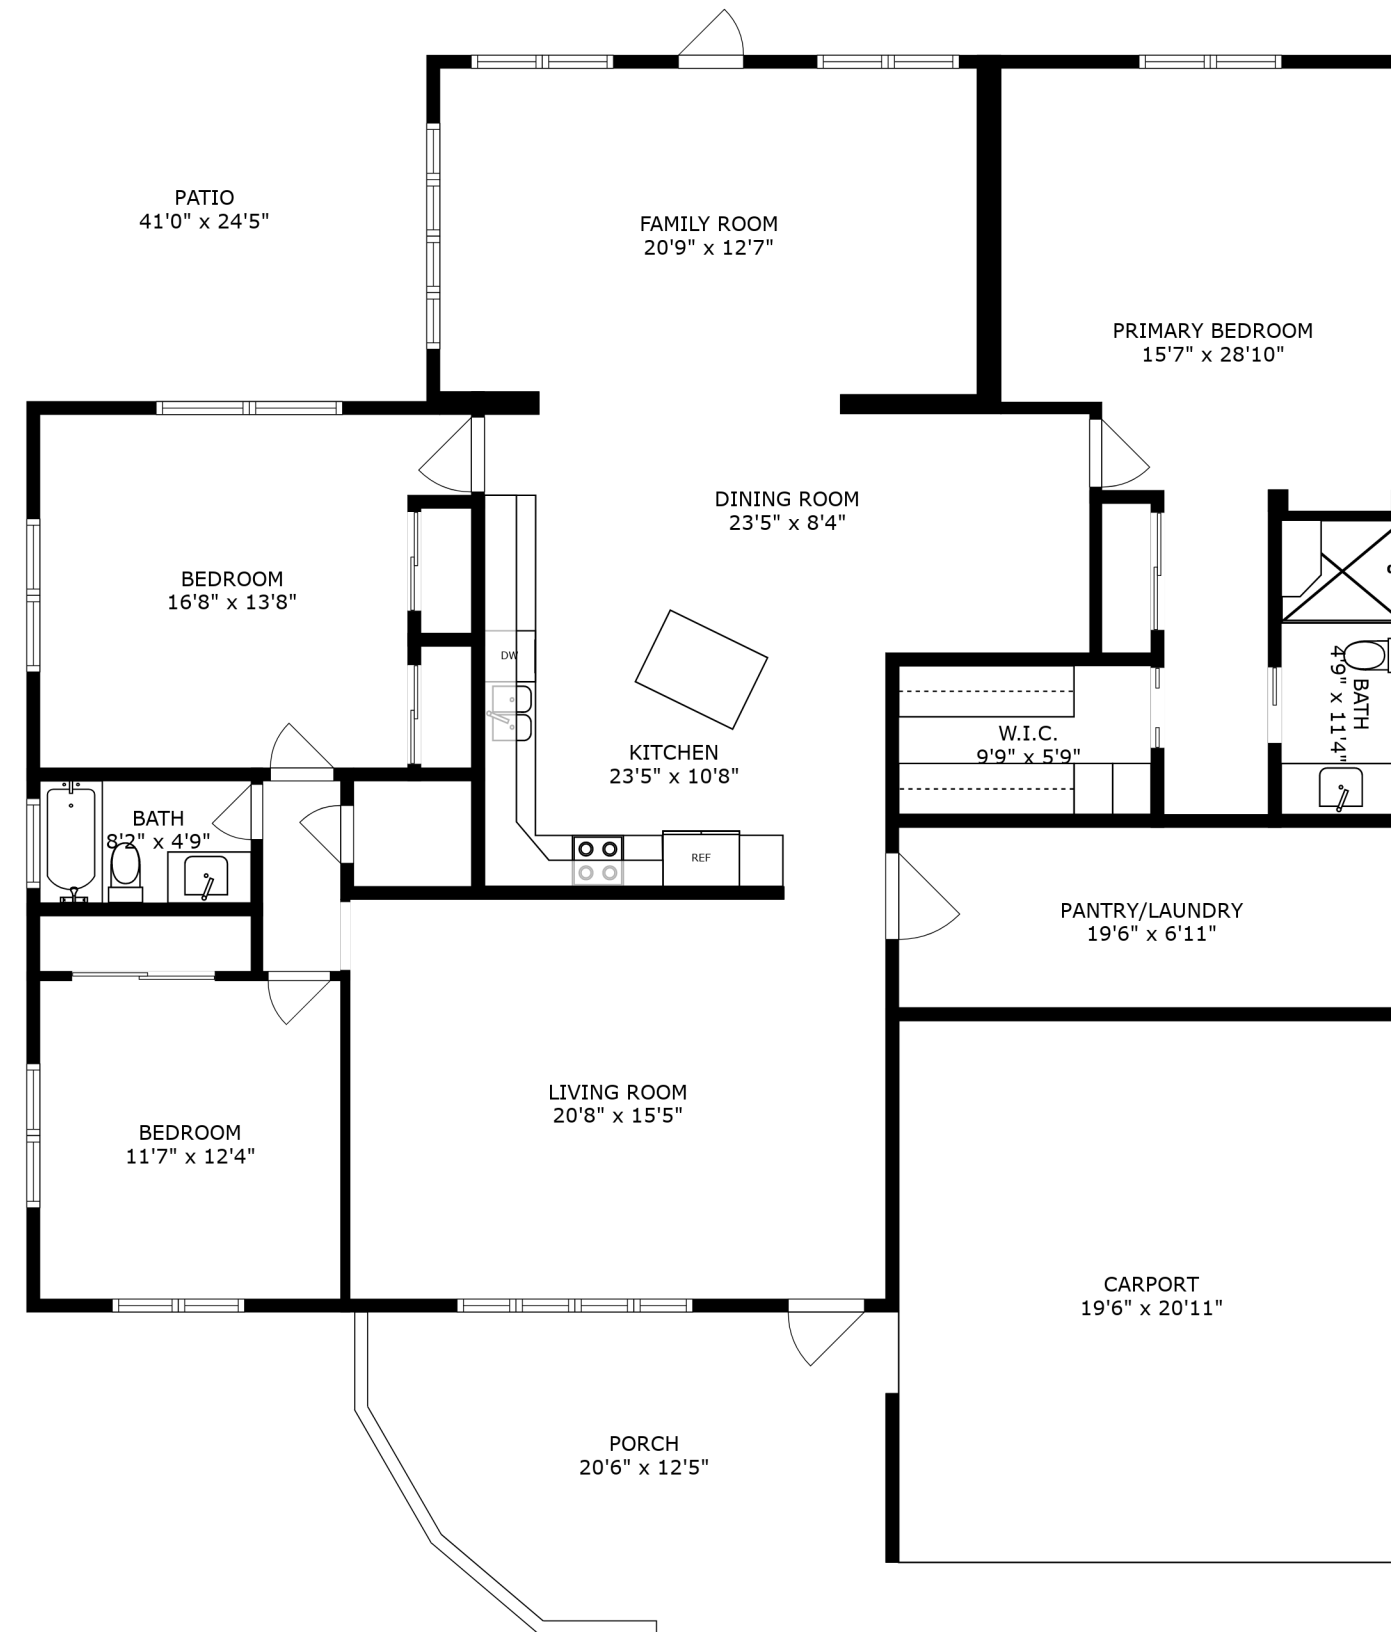 PATIO
41'0" x 24'5"
FAMILY ROOM
20'9" x 12'7"
PRIMARY BEDROOM
15'7" x 28'10"
DINING ROOM
23'5" x 8'4"
BEDROOM
16'8" x 13'8"
DW
KITCHEN
23'5" x 10'8"
W.I.C.
9'9" x 5'9"
BATH
4'9" x 11'4"
BATH
8'2" x 4'9"
REF
PANTRY/LAUNDRY
19'6" x 6'11"
LIVING ROOM
20'8" x 15'5"
BEDROOM
11'7" x 12'4"
CARPORT
19'6" x 20'11"
PORCH
20'6" x 12'5"